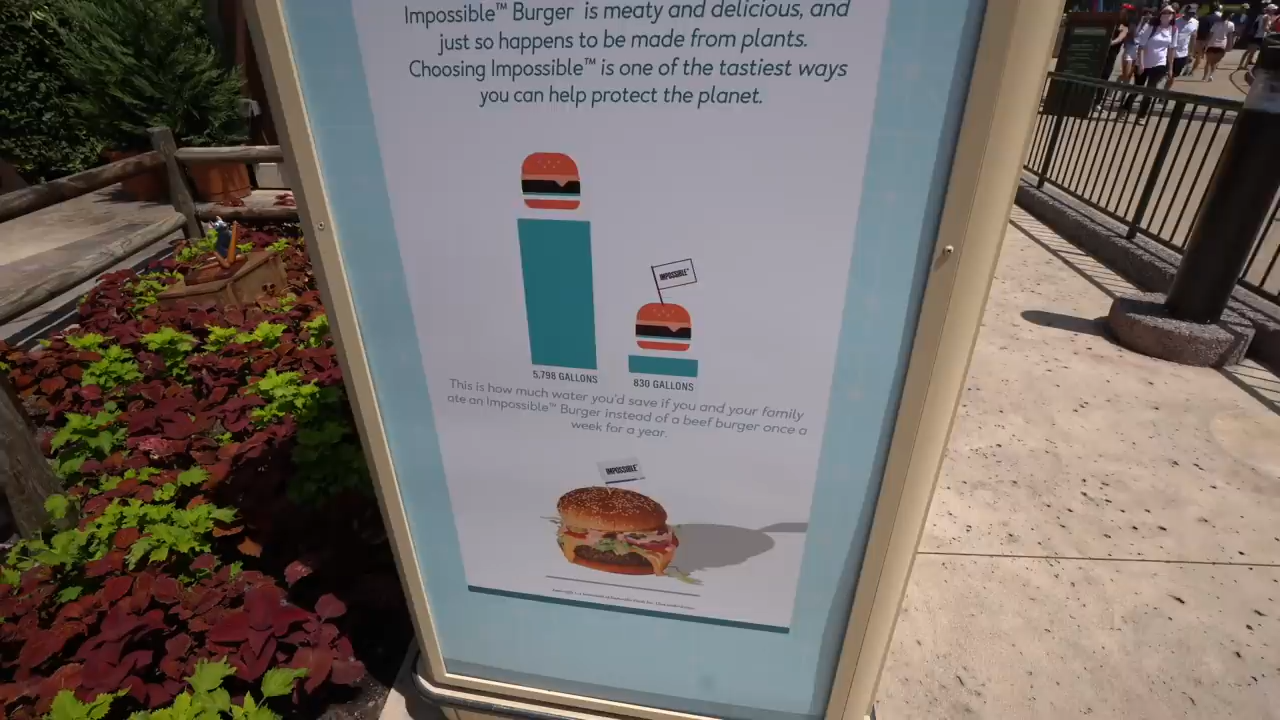 Impossible™ Burger is meaty and delicious, and
just so happens to be made from plants.
Choosing Impossible™ is one of the tastiest ways
you can help protect the planet.
IMPOSSIBLE™
5,798 GALLONS
830 GALLONS
This is how much water you'd save if you and your family
ate an Impossible™ Burger instead of a beef burger once a
week for a year.
IMPOSSIBLE™